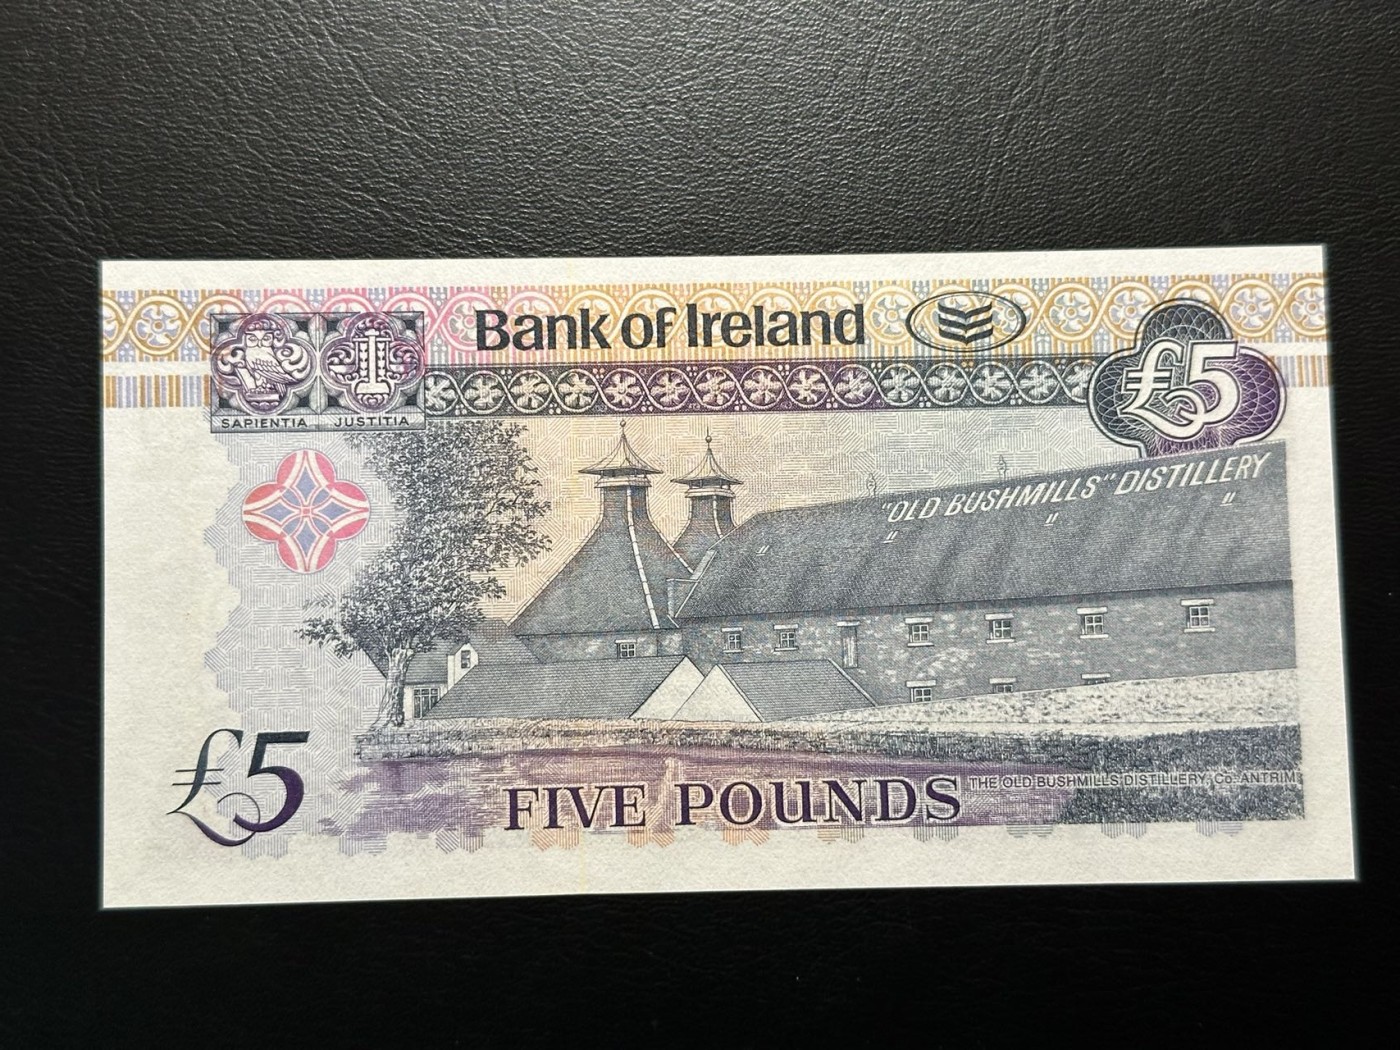 Bank of Ireland
£5
SAPIENTIA JUSTITIA
"OLD BUSHMILLS" DISTILLERY
THE OLD BUSHMILLS DISTILLERY, Co. ANTRIM
£5
FIVE POUNDS